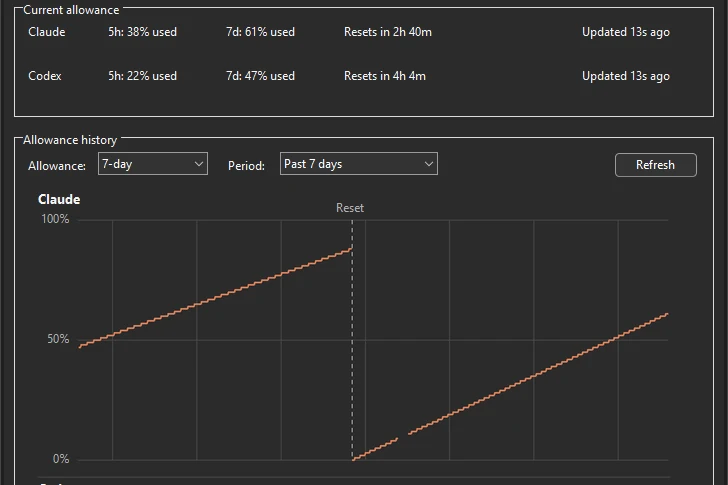 Current allowance
Claude 5h: 38% used 7d: 61% used Resets in 2h 40m Updated 13s ago
Codex 5h: 22% used 7d: 47% used Resets in 4h 4m Updated 13s ago
Allowance history
Allowance: 7-day Period: Past 7 days Refresh
Claude
Reset
100%
50%
0%